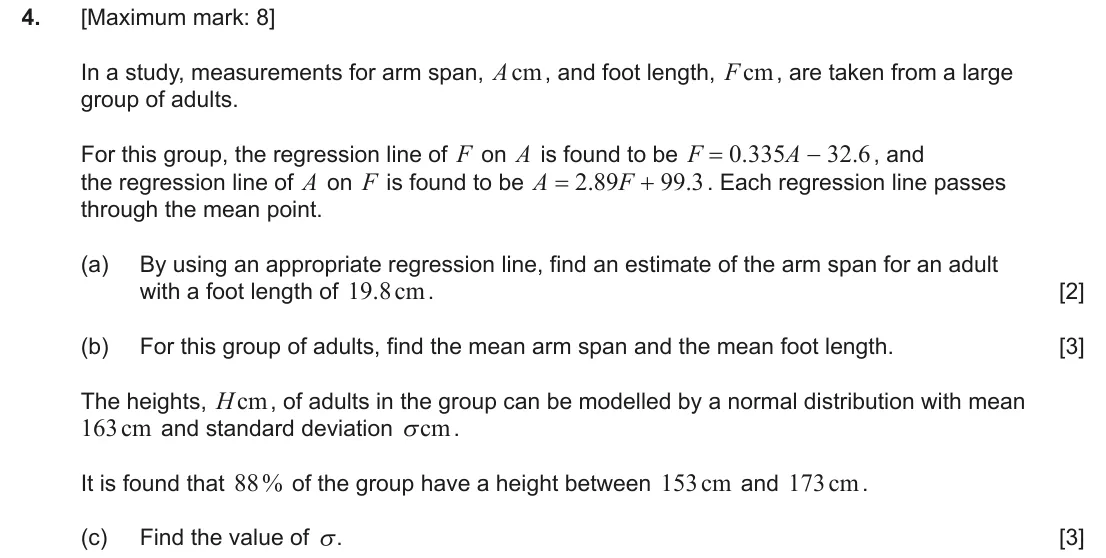 4. [Maximum mark: 8]
In a study, measurements for arm span, A cm, and foot length, F cm, are taken from a large
group of adults.
For this group, the regression line of F on A is found to be F = 0.335A − 32.6, and
the regression line of A on F is found to be A = 2.89F + 99.3. Each regression line passes
through the mean point.
(a) By using an appropriate regression line, find an estimate of the arm span for an adult
with a foot length of 19.8 cm. [2]
(b) For this group of adults, find the mean arm span and the mean foot length. [3]
The heights, H cm, of adults in the group can be modelled by a normal distribution with mean
163 cm and standard deviation σ cm.
It is found that 88% of the group have a height between 153 cm and 173 cm.
(c) Find the value of σ. [3]